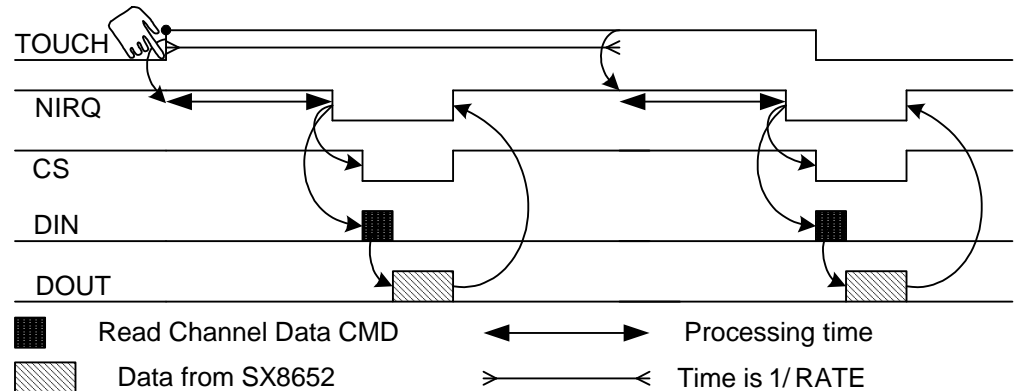 TOUCH
NIRQ
CS
DIN
DOUT
Read Channel Data CMD
Processing time
Data from SX8652
Time is 1/ RATE